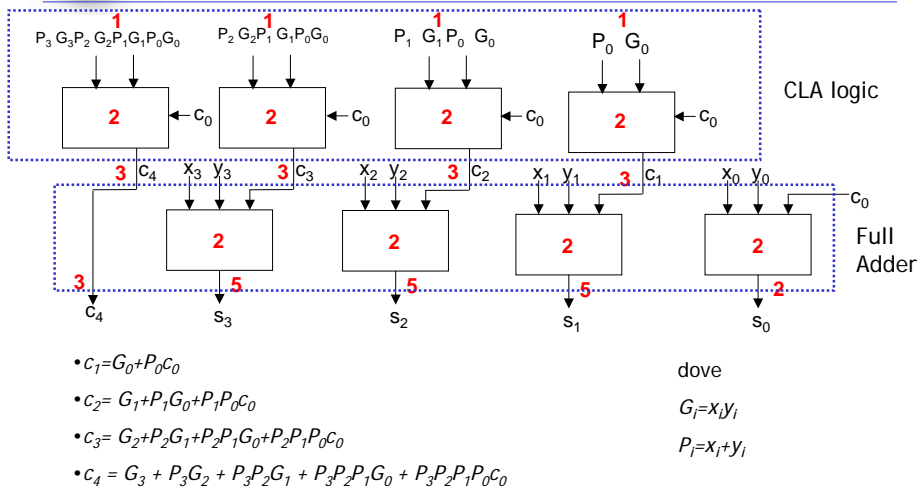 1 1 1 1
P₃ G₃P₂ G₂P₁G₁P₀G₀ P₂ G₂P₁ G₁P₀G₀ P₁ G₁ P₀ G₀ P₀ G₀
CLA logic
2 c₀ 2 c₀ 2 c₀ 2 c₀
3 c₄ x₃ y₃ 3 c₃ x₂ y₂ 3 c₂ x₁ y₁ 3 c₁ x₀ y₀ c₀
2 2 2 2
Full
Adder
3 5 5 5 2
c₄ s₃ s₂ s₁ s₀
•c₁=G₀+P₀c₀
•c₂= G₁+P₁G₀+P₁P₀c₀
•c₃= G₂+P₂G₁+P₂P₁G₀+P₂P₁P₀c₀
•c₄ = G₃ + P₃G₂ + P₃P₂G₁ + P₃P₂P₁G₀ + P₃P₂P₁P₀c₀
dove
Gᵢ=xᵢyᵢ
Pᵢ=xᵢ+yᵢ